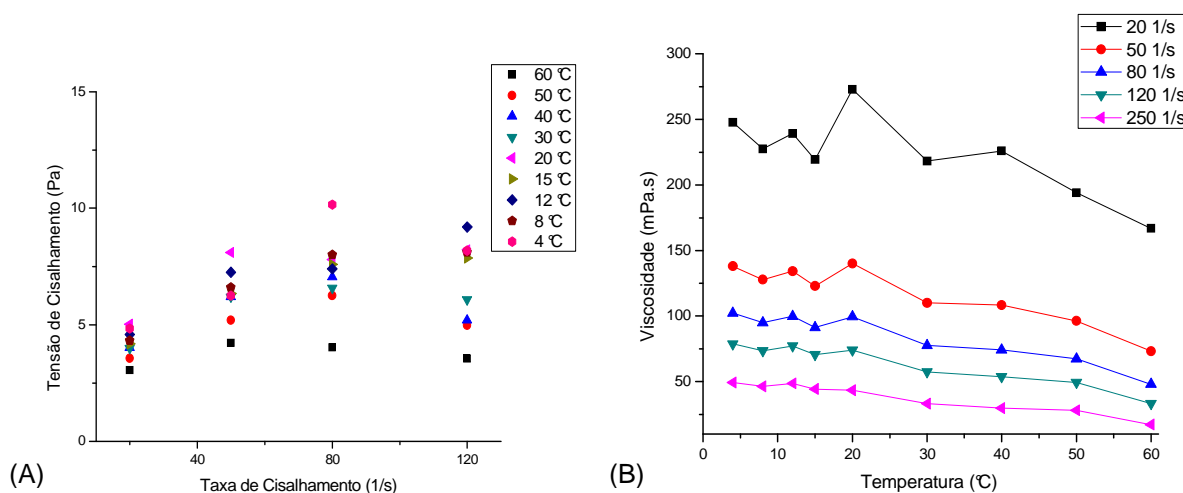 60 °C
50 °C
40 °C
30 °C
20 °C
15 °C
12 °C
8 °C
4 °C
15
10
5
0
40
80
120
Tensão de Cisalhamento (Pa)
Taxa de Cisalhamento (1/s)
(A)
20 1/s
50 1/s
80 1/s
120 1/s
250 1/s
300
250
200
150
100
50
0
10
20
30
40
50
60
Viscosidade (mPa.s)
Temperatura (°C)
(B)